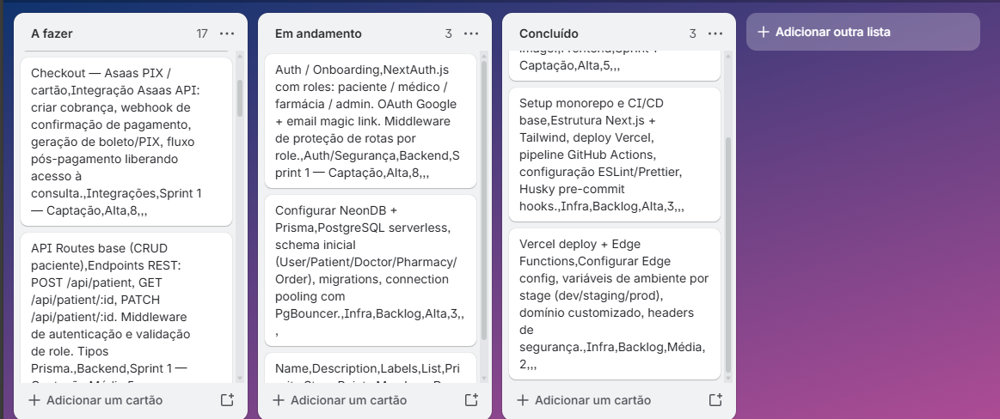 A fazer
17
Checkout — Asaas PIX /
cartão,Integração Asaas API:
criar cobrança, webhook de
confirmação de pagamento,
geração de boleto/PIX, fluxo
pós-pagamento liberando
acesso à
consulta.,Integrações,Sprint 1
— Captação,Alta,8,,,
API Routes base (CRUD
paciente),Endpoints REST:
POST /api/patient, GET
/api/patient/:id, PATCH
/api/patient/:id. Middleware
de autenticação e validação
de role. Tipos
Prisma.,Backend,Sprint 1 —
Adicionar um cartão
Em andamento
3
Auth / Onboarding,NextAuth.js
com roles: paciente / médico /
farmácia / admin. OAuth Google
+ email magic link. Middleware
de proteção de rotas por
role.,Auth/Segurança,Backend,S
print 1 — Captação,Alta,8,,,
Configurar NeonDB +
Prisma,PostgreSQL serverless,
schema inicial
(User/Patient/Doctor/Pharmacy/
Order), migrations, connection
pooling com
PgBouncer.,Infra,Backlog,Alta,3,,
,
Name,Description,Labels,List,Pri
Adicionar um cartão
Concluído
3
Captação,Alta,5,,,
Setup monorepo e CI/CD
base,Estrutura Next.js +
Tailwind, deploy Vercel,
pipeline GitHub Actions,
configuração ESLint/Prettier,
Husky pre-commit
hooks.,Infra,Backlog,Alta,3,,,
Vercel deploy + Edge
Functions,Configurar Edge
config, variáveis de ambiente por
stage (dev/staging/prod),
domínio customizado, headers
de
segurança.,Infra,Backlog,Média,
2,,,
Adicionar um cartão
Adicionar outra lista